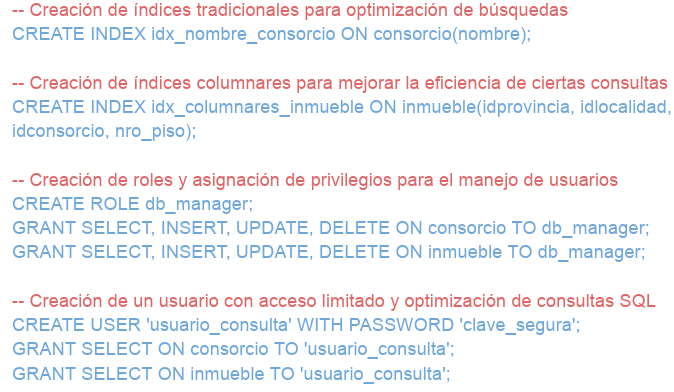 -- Creación de índices tradicionales para optimización de búsquedas
CREATE INDEX idx_nombre_consorcio ON consorcio(nombre);
-- Creación de índices columnares para mejorar la eficiencia de ciertas consultas
CREATE INDEX idx_columnares_inmueble ON inmueble(idprovincia, idlocalidad,
idconsorcio, nro_piso);
-- Creación de roles y asignación de privilegios para el manejo de usuarios
CREATE ROLE db_manager;
GRANT SELECT, INSERT, UPDATE, DELETE ON consorcio TO db_manager;
GRANT SELECT, INSERT, UPDATE, DELETE ON inmueble TO db_manager;
-- Creación de un usuario con acceso limitado y optimización de consultas SQL
CREATE USER 'usuario_consulta' WITH PASSWORD 'clave_segura';
GRANT SELECT ON consorcio TO 'usuario_consulta';
GRANT SELECT ON inmueble TO 'usuario_consulta';